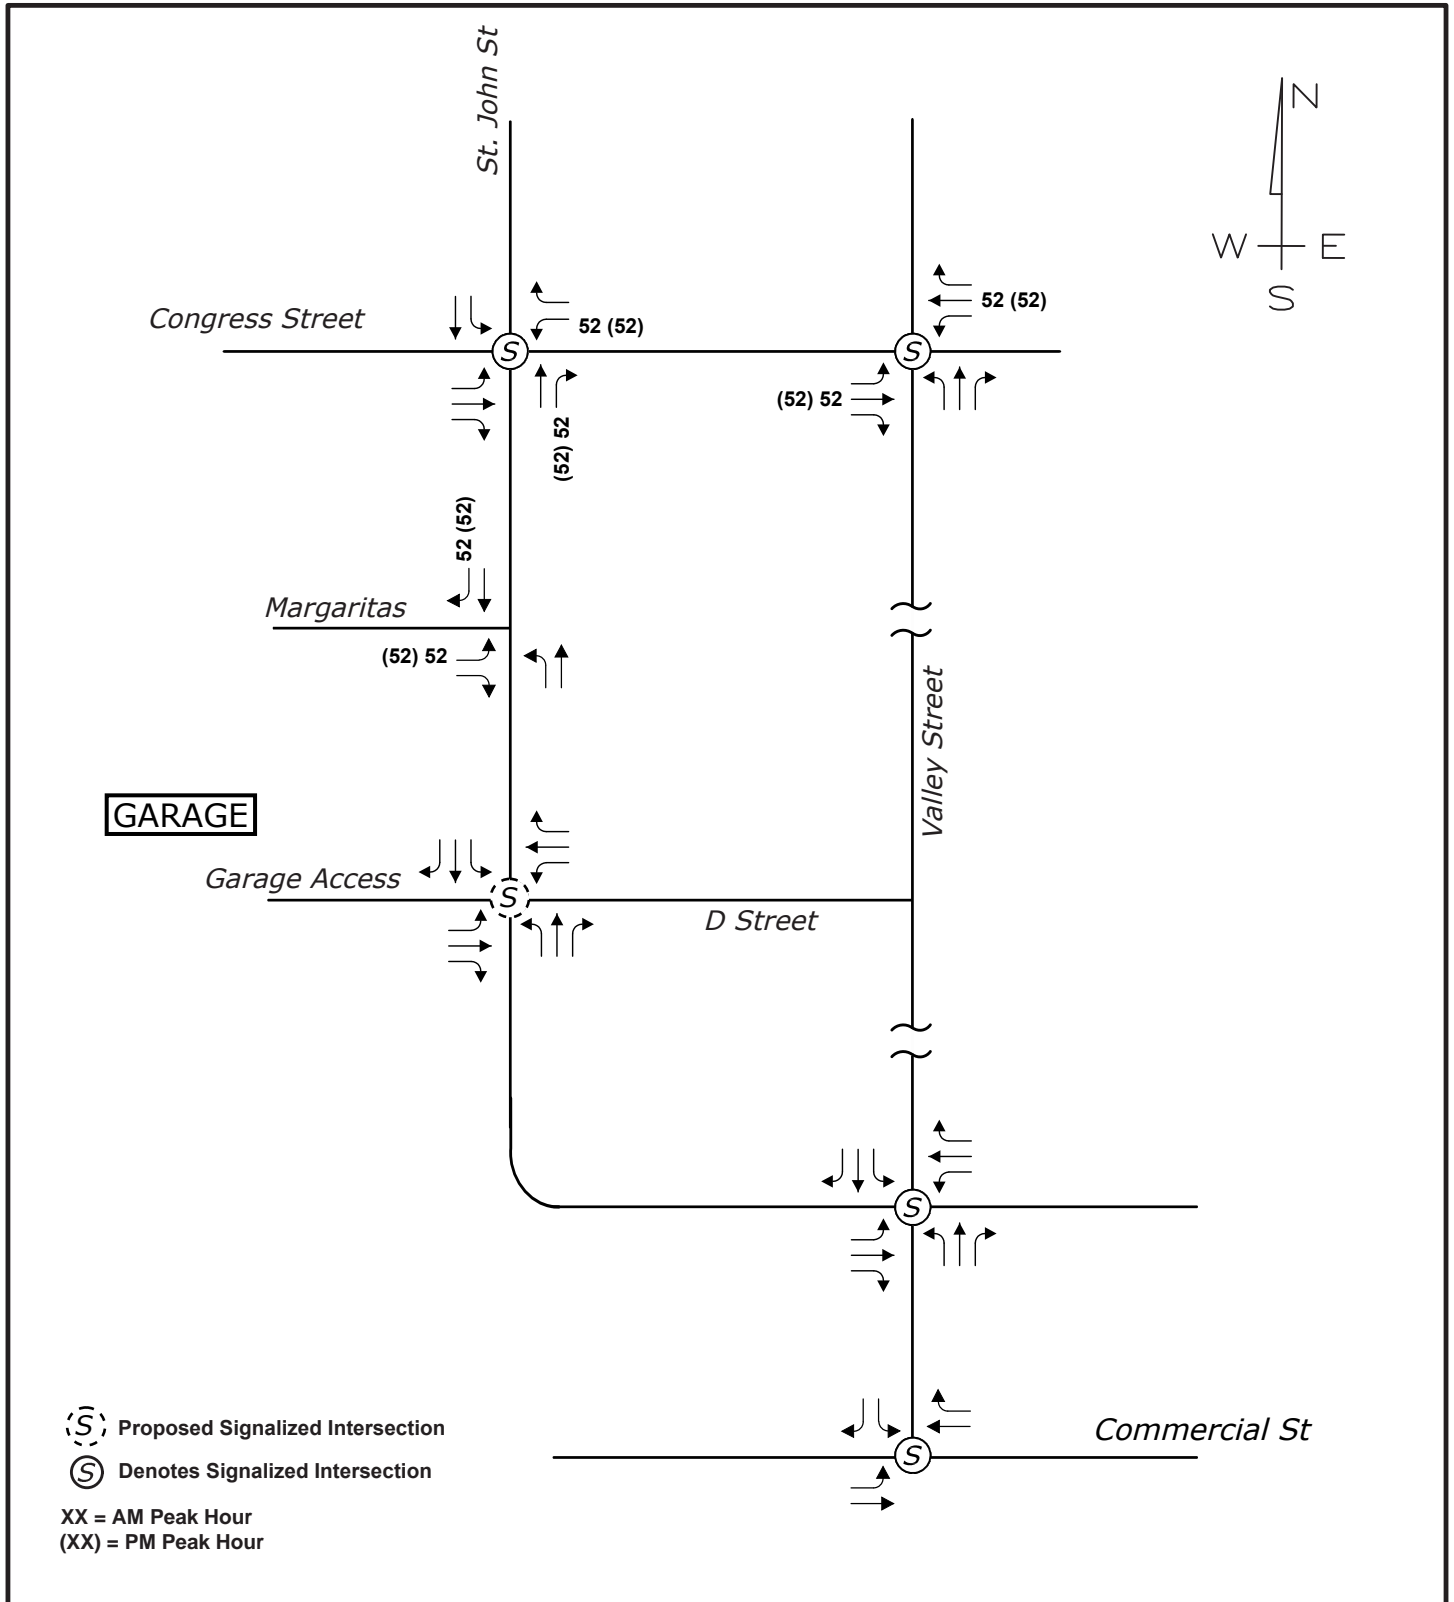 St. John St
N
W E
S
52 (52)
Congress Street
52 (52)
S
S
(52) 52
(52) 52
52 (52)
Margaritas
(52) 52
Valley Street
GARAGE
Garage Access
S
D Street
S
S Proposed Signalized Intersection
Commercial St
S
S Denotes Signalized Intersection
XX = AM Peak Hour
(XX) = PM Peak Hour